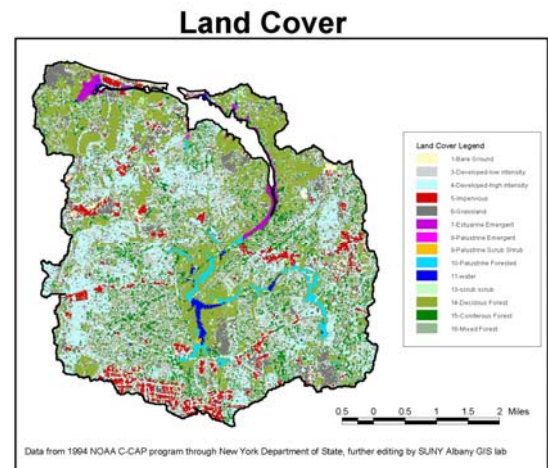 Land Cover
Land Cover Legend
1-Bare Ground
3-Developed-low intensity
4-Developed-high intensity
5-Impervious
6-Grassland
7-Estuarine Emergent
8-Palustrine Emergent
9-Palustrine Scrub Shrub
10-Palustrine Forested
11-water
13-scrub scrub
14-Decidous Forest
15-Coniferous Forest
16-Mixed Forest
0.5 0 0.5 1 1.5 2 Miles
Data from 1994 NOAA C-CAP program through New York Department of State, further editing by SUNY Albany GIS lab